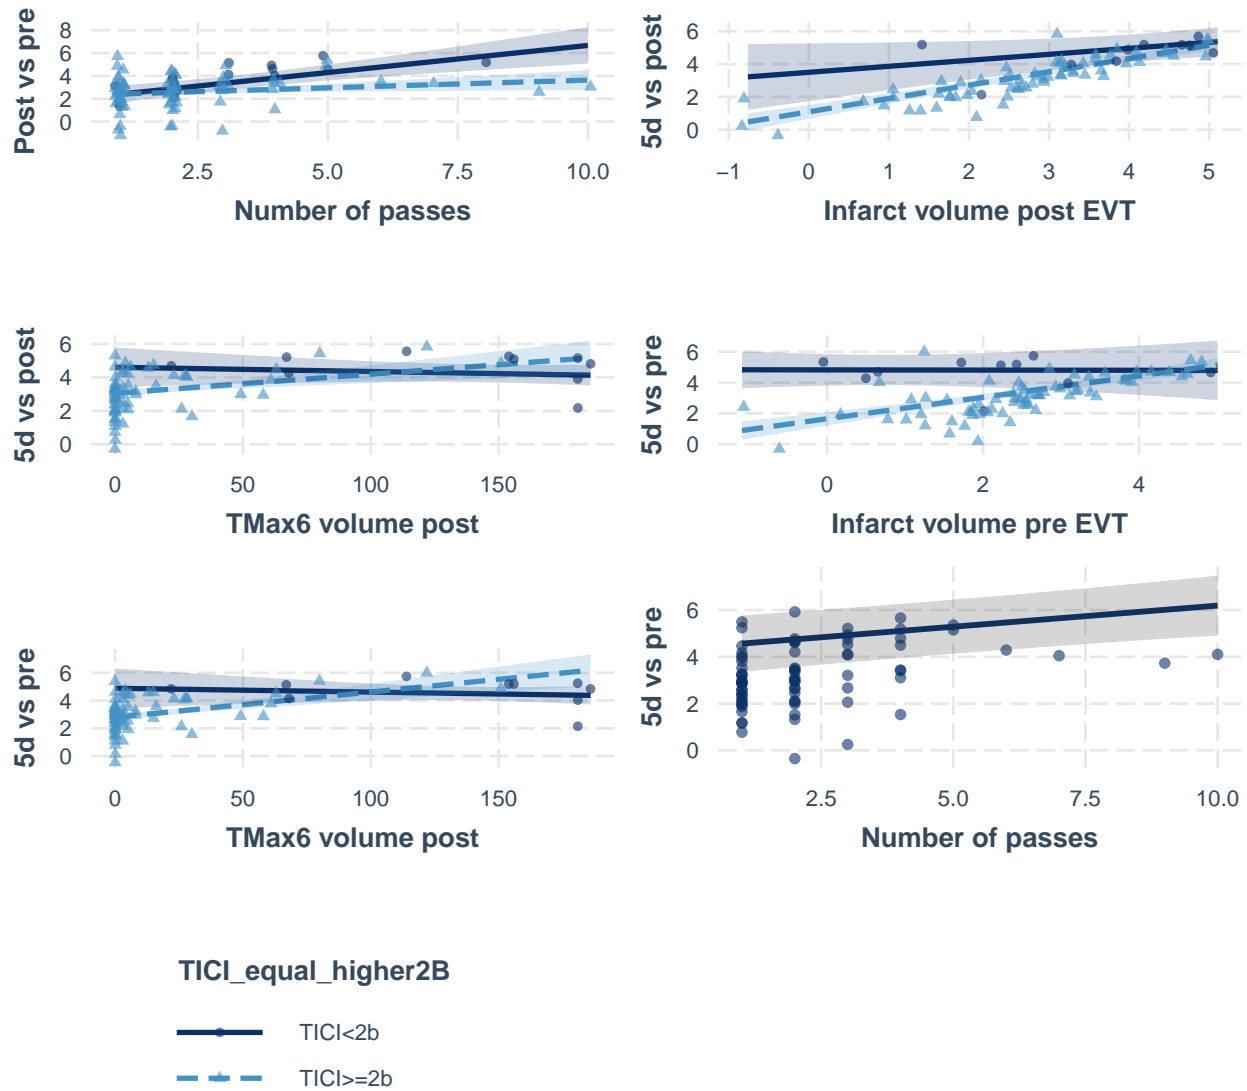 Post vs pre
8
6
4
2
0
2.5 5.0 7.5 10.0
Number of passes
5d vs post
6
4
2
0
−1 0 1 2 3 4 5
Infarct volume post EVT
5d vs post
6
4
2
0
0 50 100 150
TMax6 volume post
5d vs pre
6
4
2
0
0 2 4
Infarct volume pre EVT
5d vs pre
6
4
2
0
0 50 100 150
TMax6 volume post
5d vs pre
6
4
2
0
2.5 5.0 7.5 10.0
Number of passes
TICI_equal_higher2B
TICI<2b
TICI>=2b